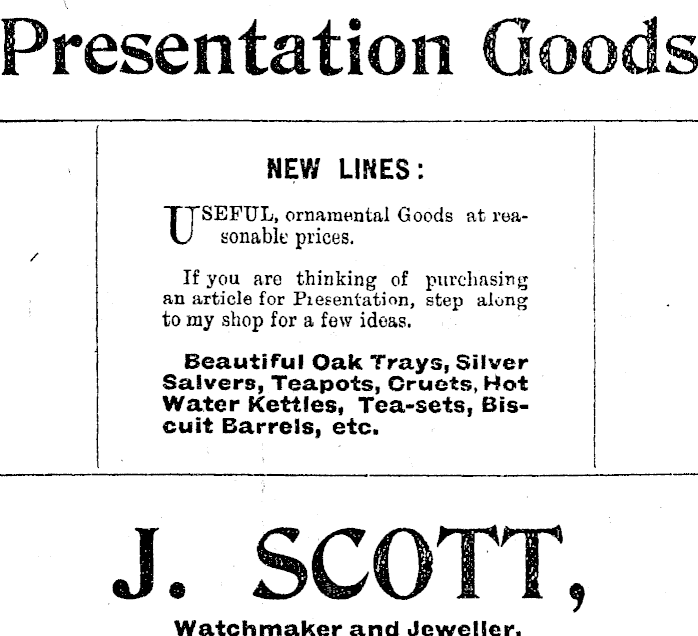 Presentation Goods
NEW LINES:
USEFUL, ornamental Goods at rea-
sonable prices.
If you are thinking of purchasing
an article for Presentation, step along
to my shop for a few ideas.
Beautiful Oak Trays, Silver
Salvers, Teapots, Cruets, Hot
Water Kettles, Tea-sets, Bis-
cuit Barrels, etc.
J. SCOTT,
Watchmaker and Jeweller.